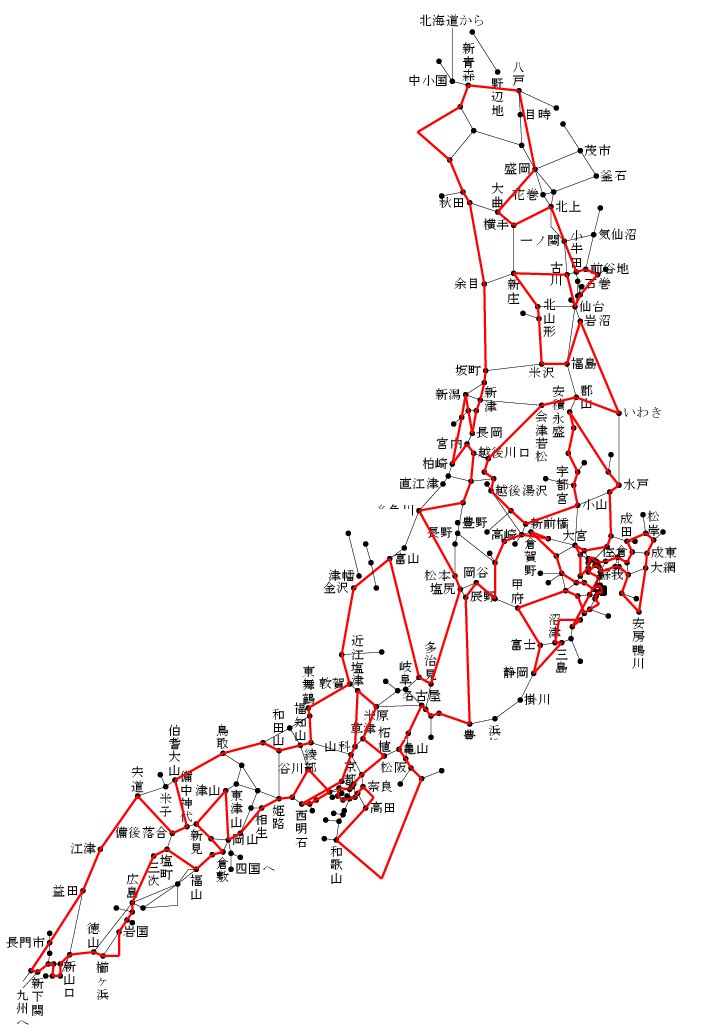 北海道から
新青森
八戸
中小国
野辺地
目時
茂市
盛岡
釜石
大曲
花巻
秋田
北上
横手
一ノ関
小牛田
気仙沼
古川
前谷地
石巻
余目
新庄
北山形
仙台
岩沼
坂町
米沢
福島
新潟
新津
安積永盛
郡山
会津若松
いわき
長岡
宮内
越後川口
柏崎
直江津
宇都宮
水戸
越後湯沢
小山
豊野
新前橋
成田
松岸
長野
高崎
倉賀野
大宮
佐倉
成東
富山
津幡
金沢
松本
岡谷
塩尻
辰野
甲府
蘇我
大網
沼津
安房鴨川
近江塩津
多治見
富士
三島
岐阜
静岡
東舞鶴
敦賀
名古屋
掛川
米原
豊
浜
和田山
福知山
草津
柘植
亀山
伯耆大山
鳥取
山科
綾部
谷川
京都
松阪
宍道
備中神代
津山
東津山
奈良
米子
姫路
西明石
高田
相生
備後落合
新見
岡山
和歌山
江津
塩町
三次
倉敷
四国へ
福山
広島
益田
徳山
岩国
長門市
新山口
櫛ヶ浜
新下関
九州へ